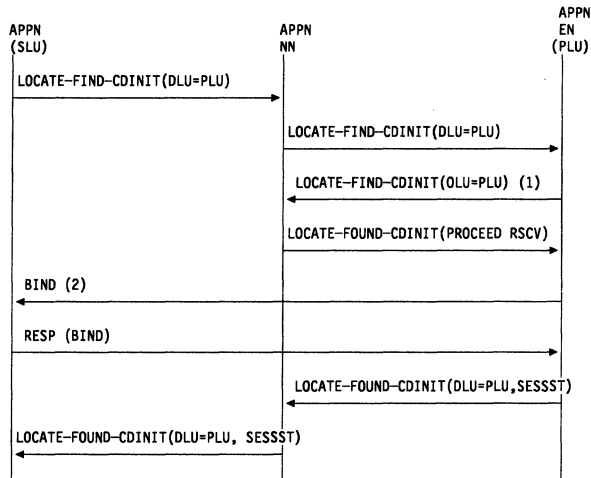 APPN
(SLU)
APPN
NN
APPN
EN
(PLU)
LOCATE-FIND-CDINIT(DLU=PLU)
LOCATE-FIND-CDINIT(DLU=PLU)
LOCATE-FIND-CDINIT(OLU=PLU) (1)
LOCATE-FOUND-CDINIT(PROCEED RSCV)
BIND (2)
RESP (BIND)
LOCATE-FOUND-CDINIT(DLU=PLU,SESSST)
LOCATE-FOUND-CDINIT(DLU=PLU, SESSST)